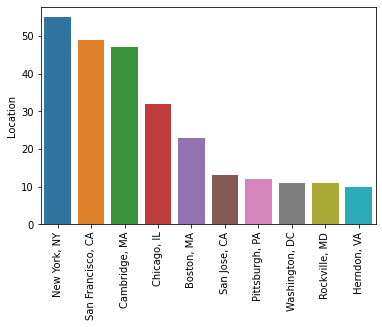 50
40
30
20
10
0
Location
New York, NY
San Francisco, CA
Cambridge, MA
Chicago, IL
Boston, MA
San Jose, CA
Pittsburgh, PA
Washington, DC
Rockville, MD
Herndon, VA